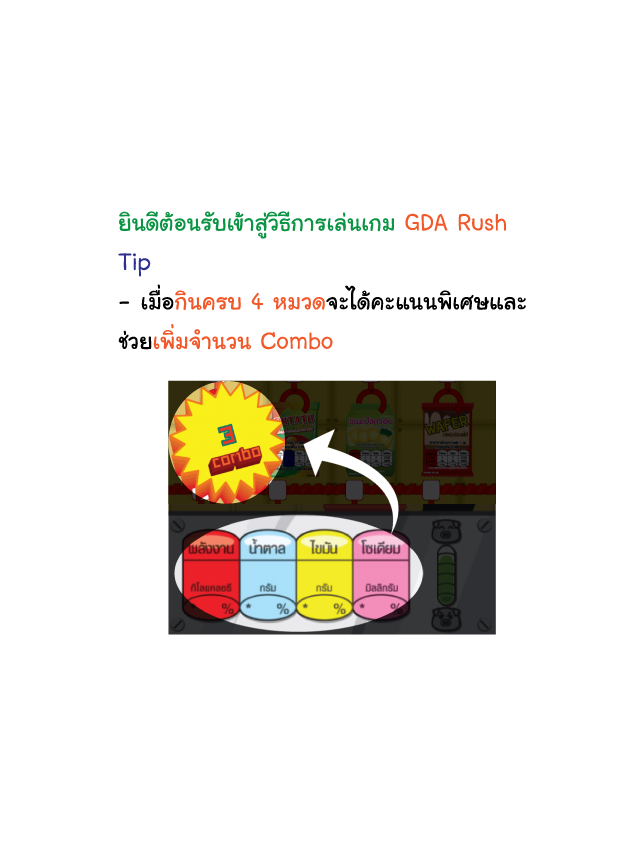 ยินดีต้อนรับเข้าสู่วิธีการเล่นเกม GDA Rush
Tip
- เมื่อกินครบ 4 หมวดจะได้คะแนนพิเศษและ
ช่วยเพิ่มจำนวน Combo
3
combo
WAFER
พลังงาน น้ำตาล ไขมัน โซเดียม
กิโลแคลอรี กรัม กรัม มิลลิกรัม
* % * % * % * %